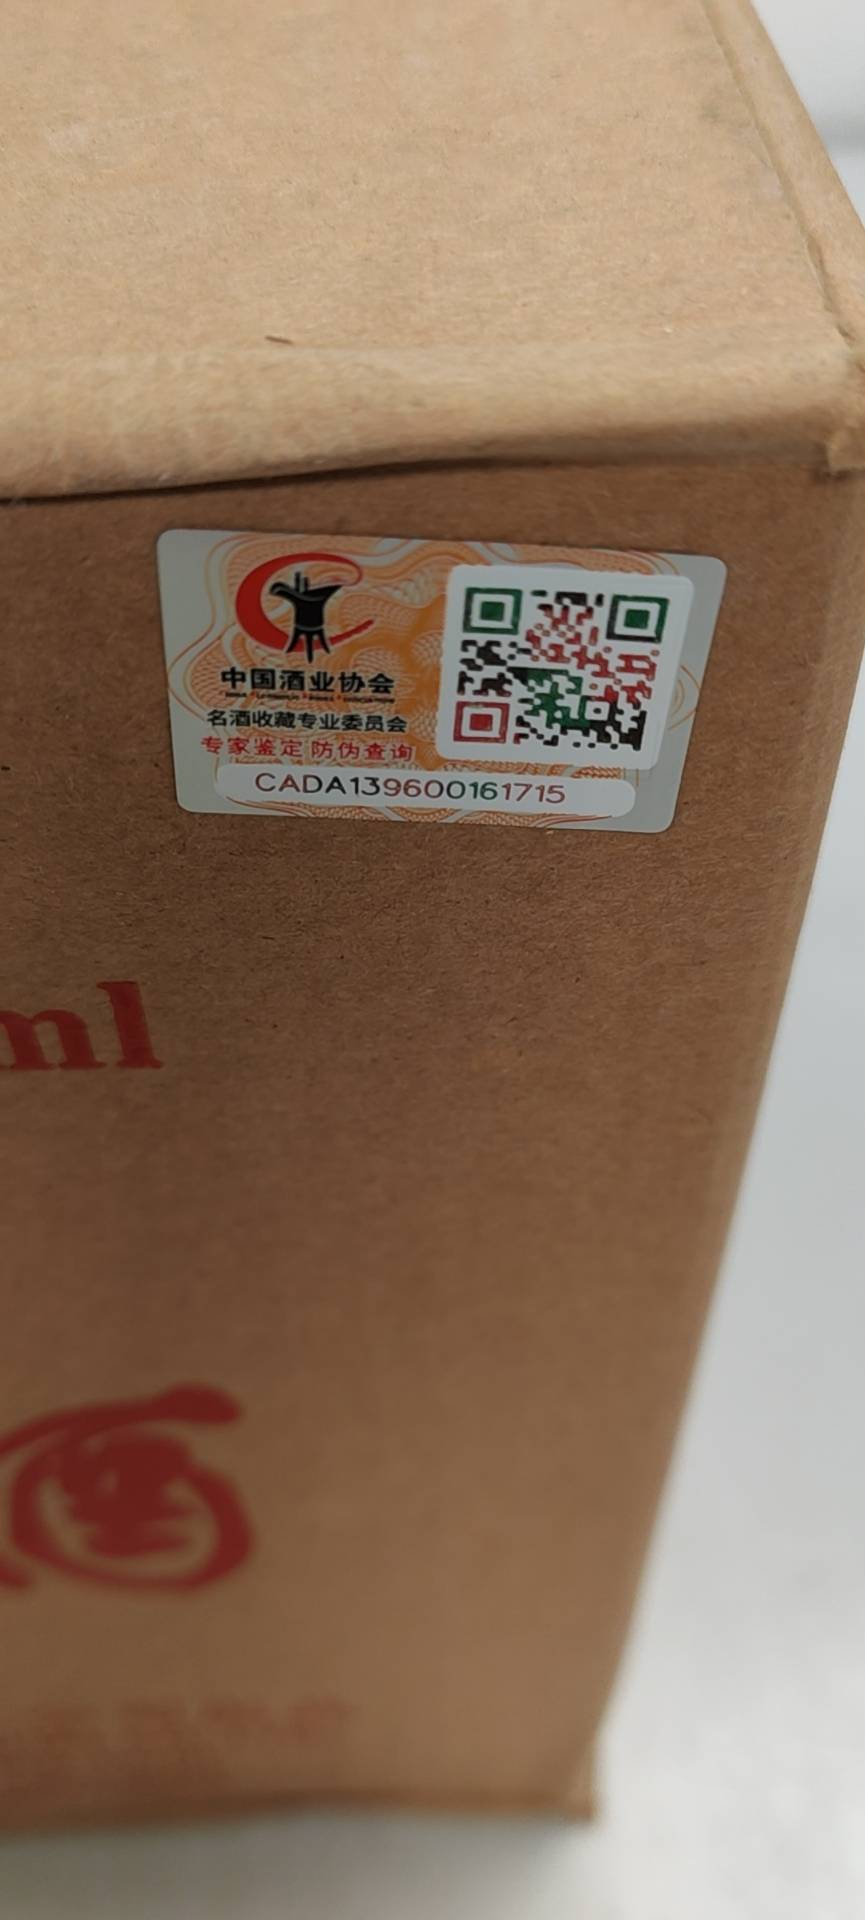 中国酒业协会
名酒收藏专业委员会
专家鉴定 防伪查询
CADA139600161715
ml
酒